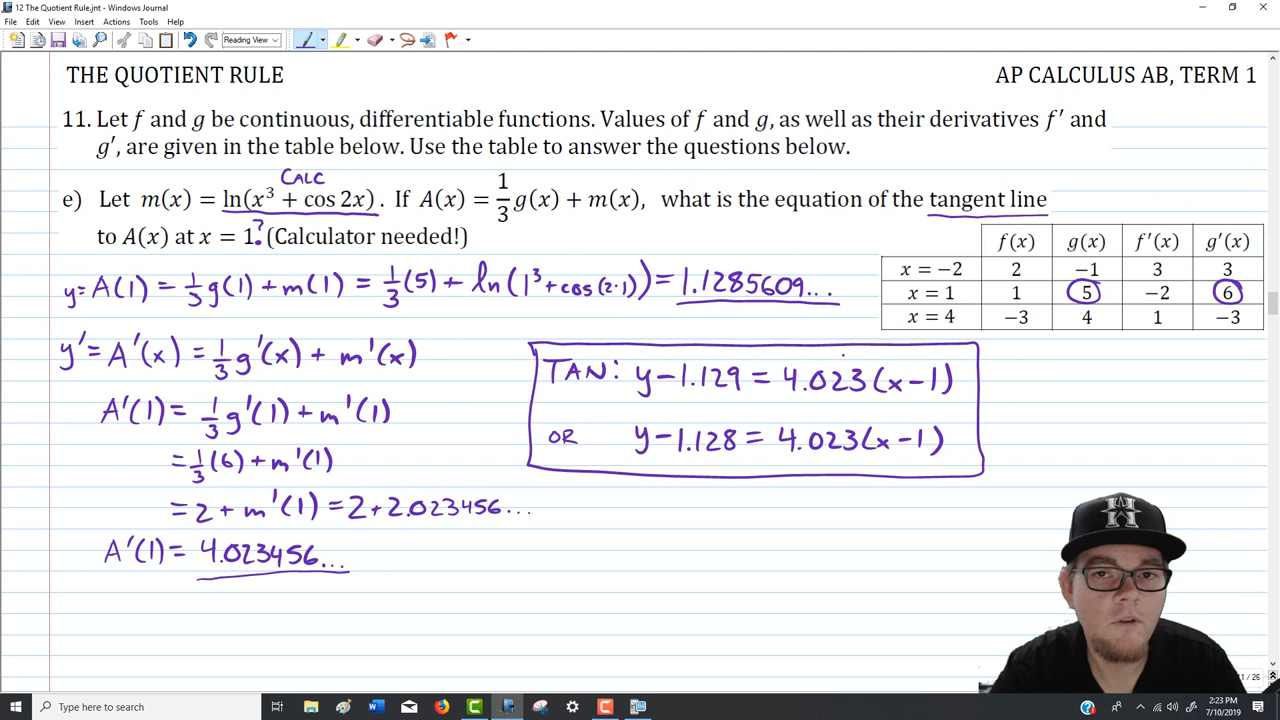 12 The Quotient Rule.jnt - Windows Journal
File Edit View Insert Actions Tools Help
Reading View
THE QUOTIENT RULE AP CALCULUS AB, TERM 1
11. Let f and g be continuous, differentiable functions. Values of f and g, as well as their derivatives f′ and
g′, are given in the table below. Use the table to answer the questions below.
CALC
e) Let m(x) = ln(x³ + cos 2x). If A(x) = 1/3 g(x) + m(x), what is the equation of the tangent line
to A(x) at x = 1? (Calculator needed!)
f(x) g(x) f′(x) g′(x)
x = −2 2 −1 3 3
x = 1 1 5 −2 6
x = 4 −3 4 1 −3
y = A(1) = 1/3 g(1) + m(1) = 1/3 (5) + ln(1³ + cos(2·1)) = 1.1285609...
y′ = A′(x) = 1/3 g′(x) + m′(x)
A′(1) = 1/3 g′(1) + m′(1)
= 1/3 (6) + m′(1)
= 2 + m′(1) = 2 + 2.023456...
A′(1) = 4.023456...
TAN: y − 1.129 = 4.023(x − 1)
OR y − 1.128 = 4.023(x − 1)
/ 26
Type here to search
2:23 PM
7/10/2019